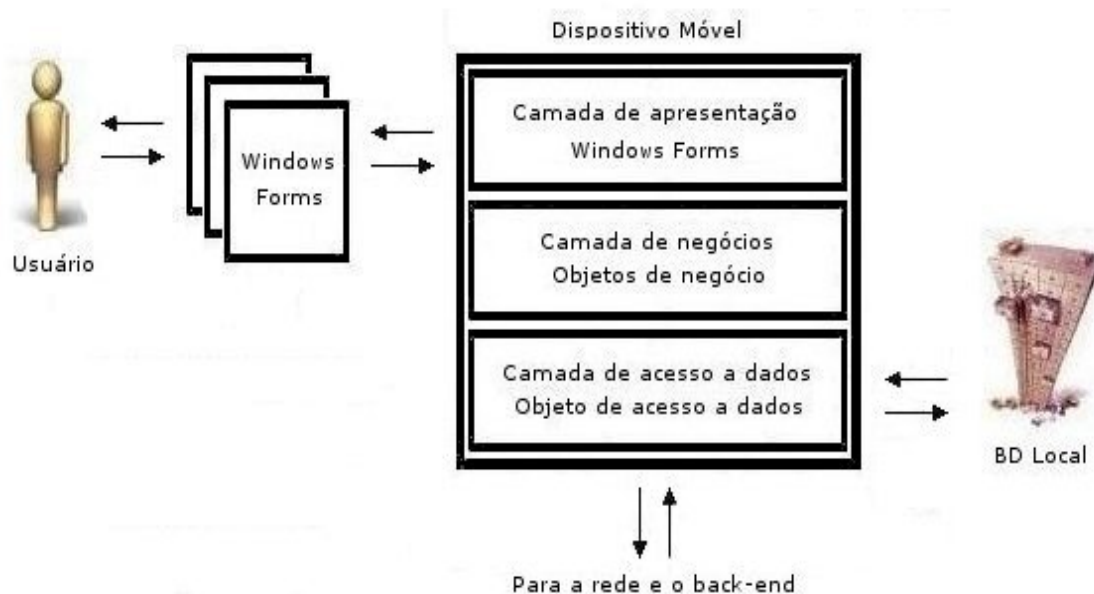 Dispositivo Móvel
Camada de apresentação
Windows Forms
Windows
Forms
Usuário
Camada de negócios
Objetos de negócio
Camada de acesso a dados
Objeto de acesso a dados
BD Local
Para a rede e o back-end